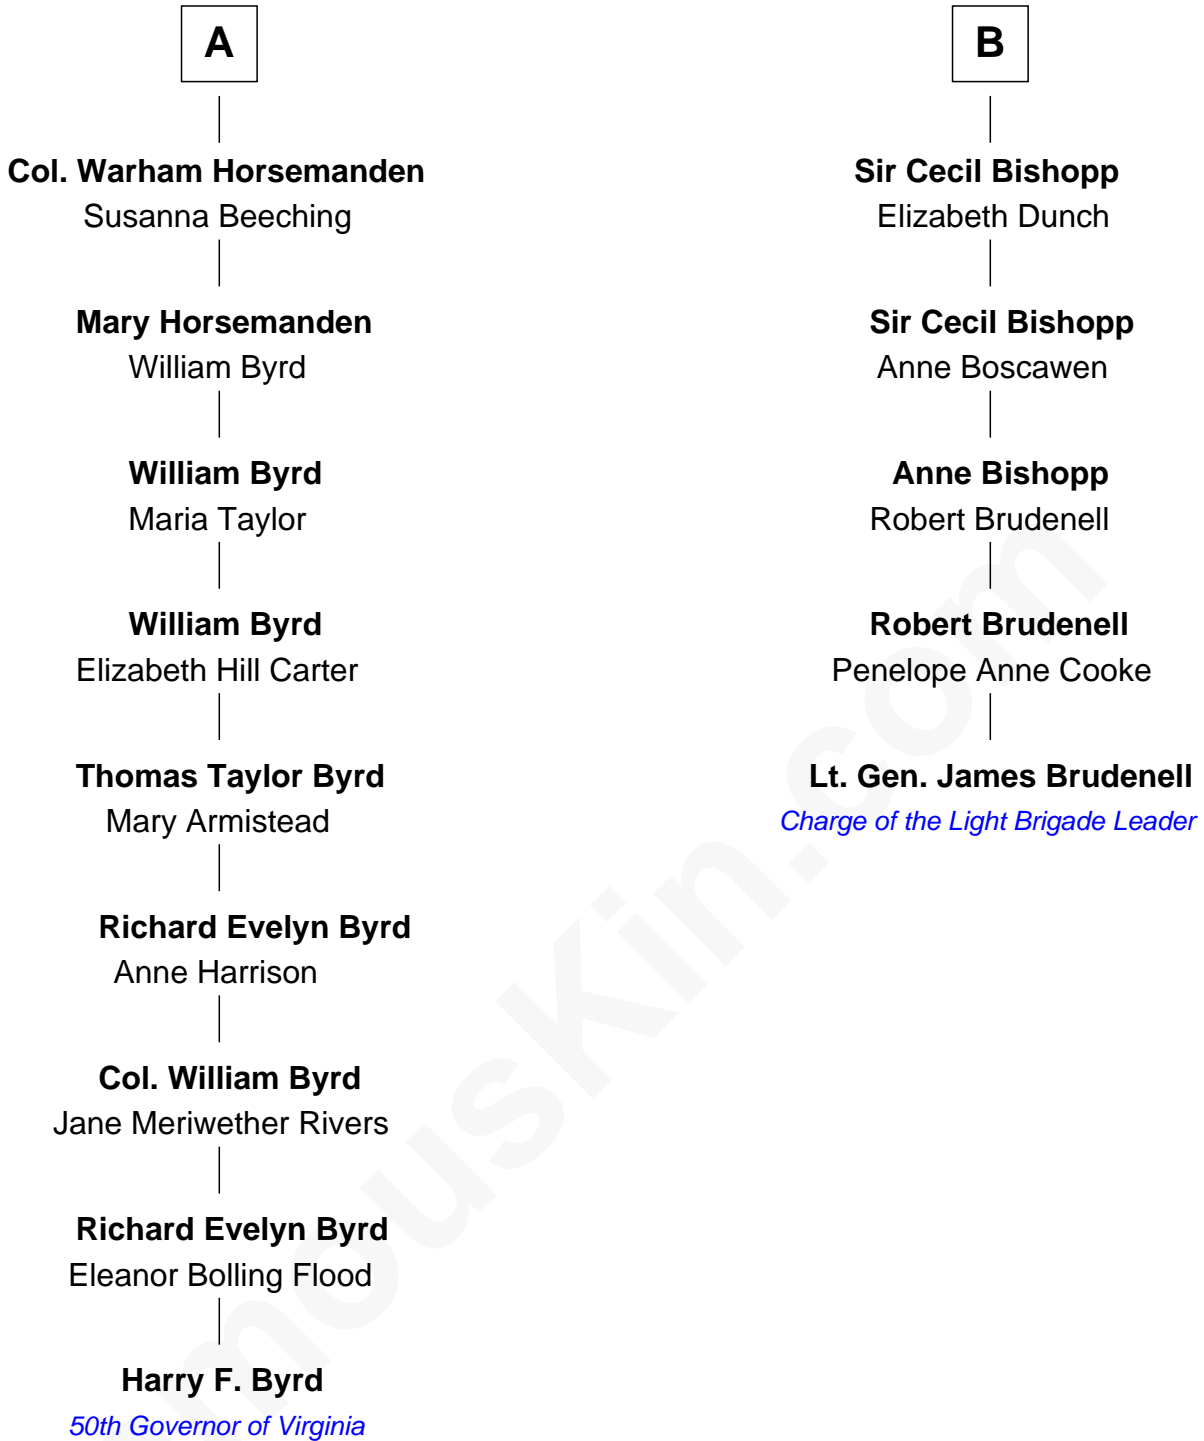 A
Col. Warham Horsemanden
Susanna Beeching
Mary Horsemanden
William Byrd
William Byrd
Maria Taylor
William Byrd
Elizabeth Hill Carter
Thomas Taylor Byrd
Mary Armistead
Richard Evelyn Byrd
Anne Harrison
Col. William Byrd
Jane Meriwether Rivers
Richard Evelyn Byrd
Eleanor Bolling Flood
Harry F. Byrd
50th Governor of Virginia
B
Sir Cecil Bishopp
Elizabeth Dunch
Sir Cecil Bishopp
Anne Boscawen
Anne Bishopp
Robert Brudenell
Robert Brudenell
Penelope Anne Cooke
Lt. Gen. James Brudenell
Charge of the Light Brigade Leader
mousKin.com